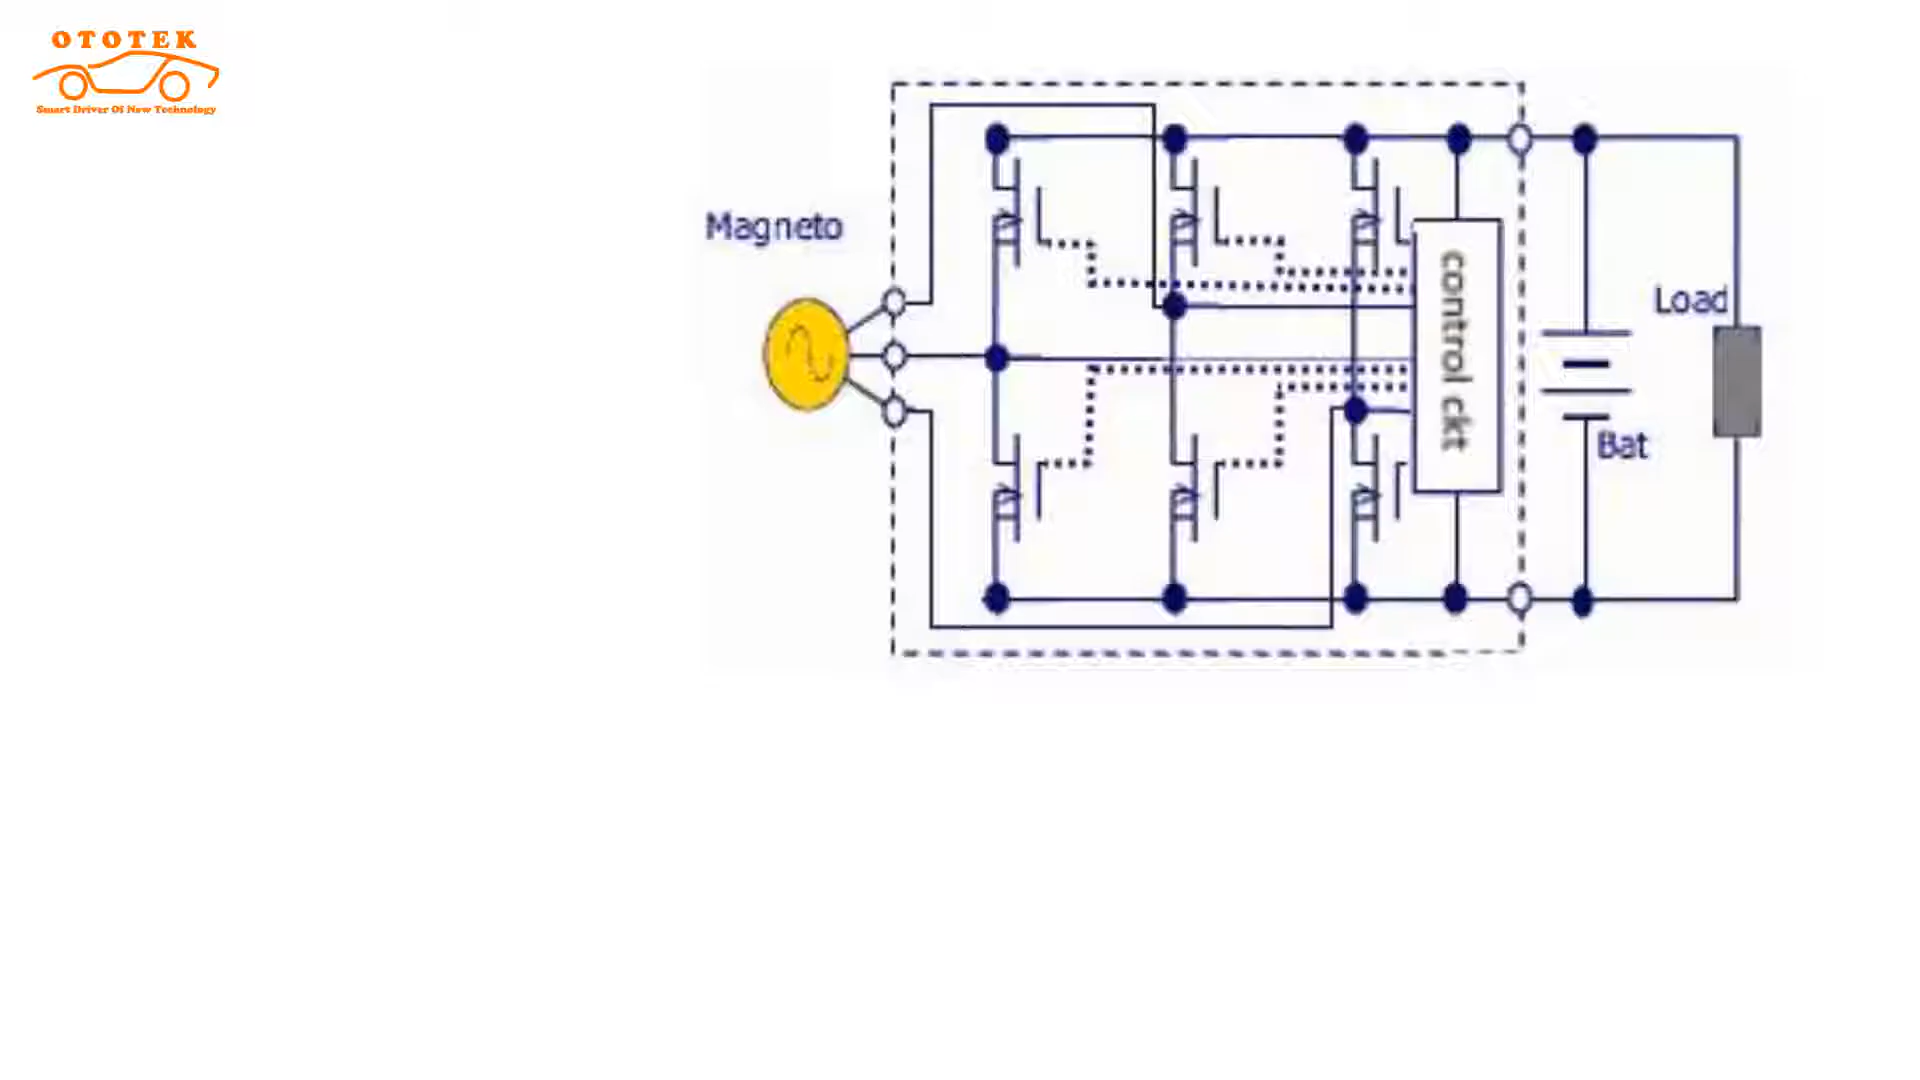 OTOTEK
Smart Driver Of New Technology
Magneto
control ckt
Load
Bat